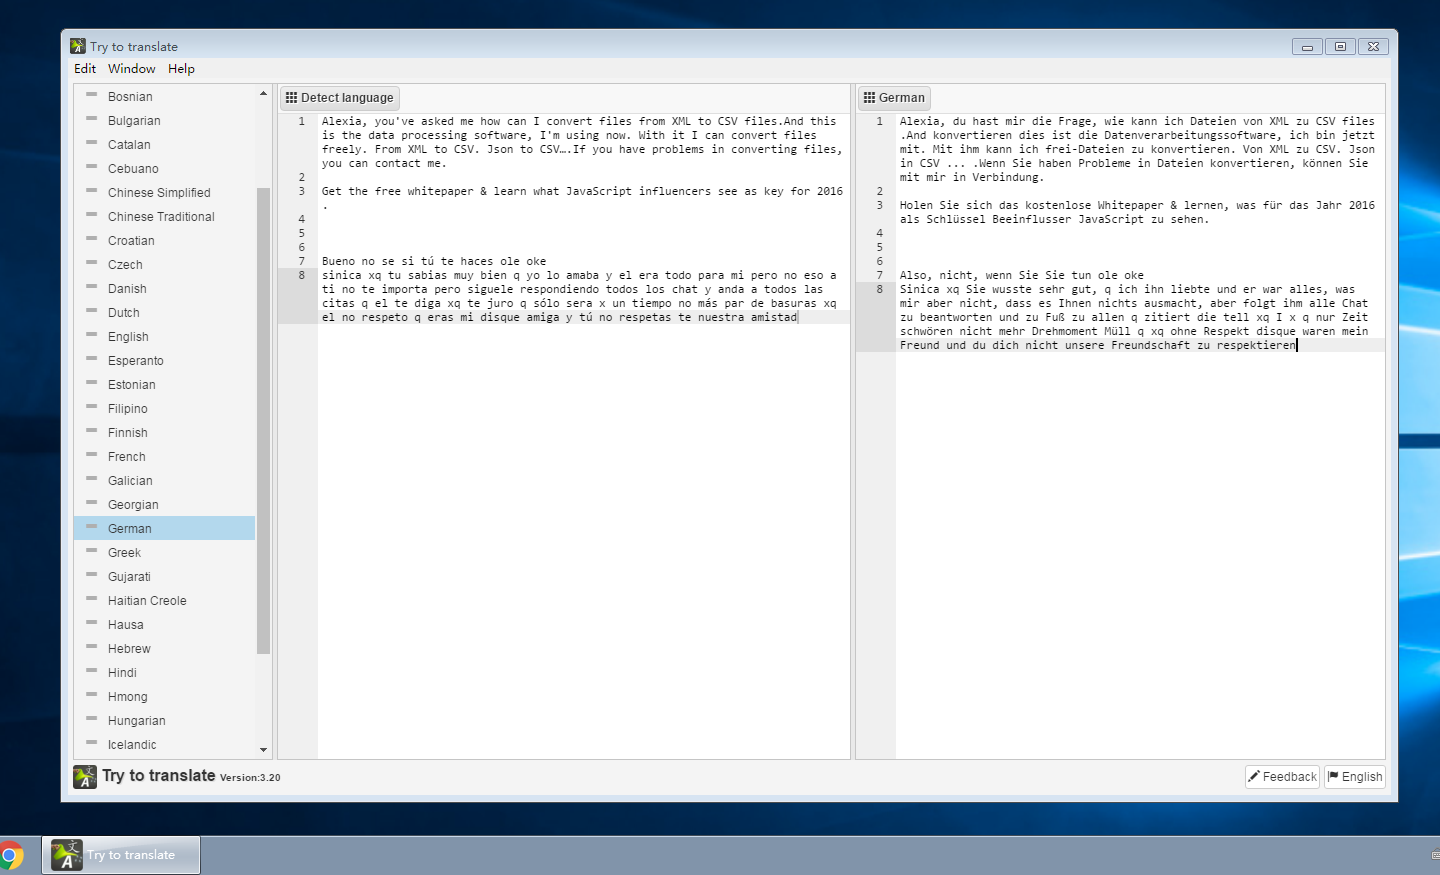 Try to translate
Edit Window Help
Bosnian
Bulgarian
Catalan
Cebuano
Chinese Simplified
Chinese Traditional
Croatian
Czech
Danish
Dutch
English
Esperanto
Estonian
Filipino
Finnish
French
Galician
Georgian
German
Greek
Gujarati
Haitian Creole
Hausa
Hebrew
Hindi
Hmong
Hungarian
Icelandic
Detect language
1 Alexia, you've asked me how can I convert files from XML to CSV files.And this
is the data processing software, I'm using now. With it I can convert files
freely. From XML to CSV. Json to CSV….If you have problems in converting files,
you can contact me.
2
3 Get the free whitepaper & learn what JavaScript influencers see as key for 2016
.
4
5
6
7 Bueno no se si tú te haces ole oke
8 sinica xq tu sabias muy bien q yo lo amaba y el era todo para mi pero no eso a
ti no te importa pero siguele respondiendo todos los chat y anda a todos las
citas q el te diga xq te juro q sólo sera x un tiempo no más par de basuras xq
el no respeto q eras mi disque amiga y tú no respetas te nuestra amistad
German
1 Alexia, du hast mir die Frage, wie kann ich Dateien von XML zu CSV files
.And konvertieren dies ist die Datenverarbeitungssoftware, ich bin jetzt
mit. Mit ihm kann ich frei-Dateien zu konvertieren. Von XML zu CSV. Json
in CSV ... .Wenn Sie haben Probleme in Dateien konvertieren, können Sie
mit mir in Verbindung.
2
3 Holen Sie sich das kostenlose Whitepaper & lernen, was für das Jahr 2016
als Schlüssel Beeinflusser JavaScript zu sehen.
4
5
6
7 Also, nicht, wenn Sie Sie tun ole oke
8 Sinica xq Sie wusste sehr gut, q ich ihn liebte und er war alles, was
mir aber nicht, dass es Ihnen nichts ausmacht, aber folgt ihm alle Chat
zu beantworten und zu Fuß zu allen q zitiert die tell xq I x q nur Zeit
schwören nicht mehr Drehmoment Müll q xq ohne Respekt disque waren mein
Freund und du dich nicht unsere Freundschaft zu respektieren
文 A Try to translate Version:3.20
Feedback English
文 A Try to translate